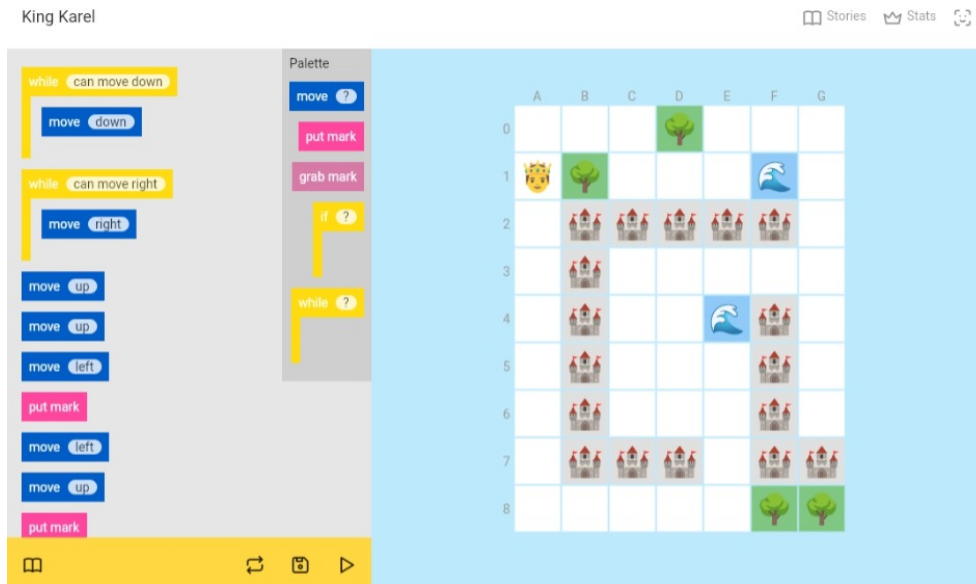 King Karel
Stories
Stats
while can move down
move down
while can move right
move right
move up
move up
move left
put mark
move left
move up
put mark
Palette
move ?
put mark
grab mark
if ?
while ?
A B C D E F G
0
1
2
3
4
5
6
7
8